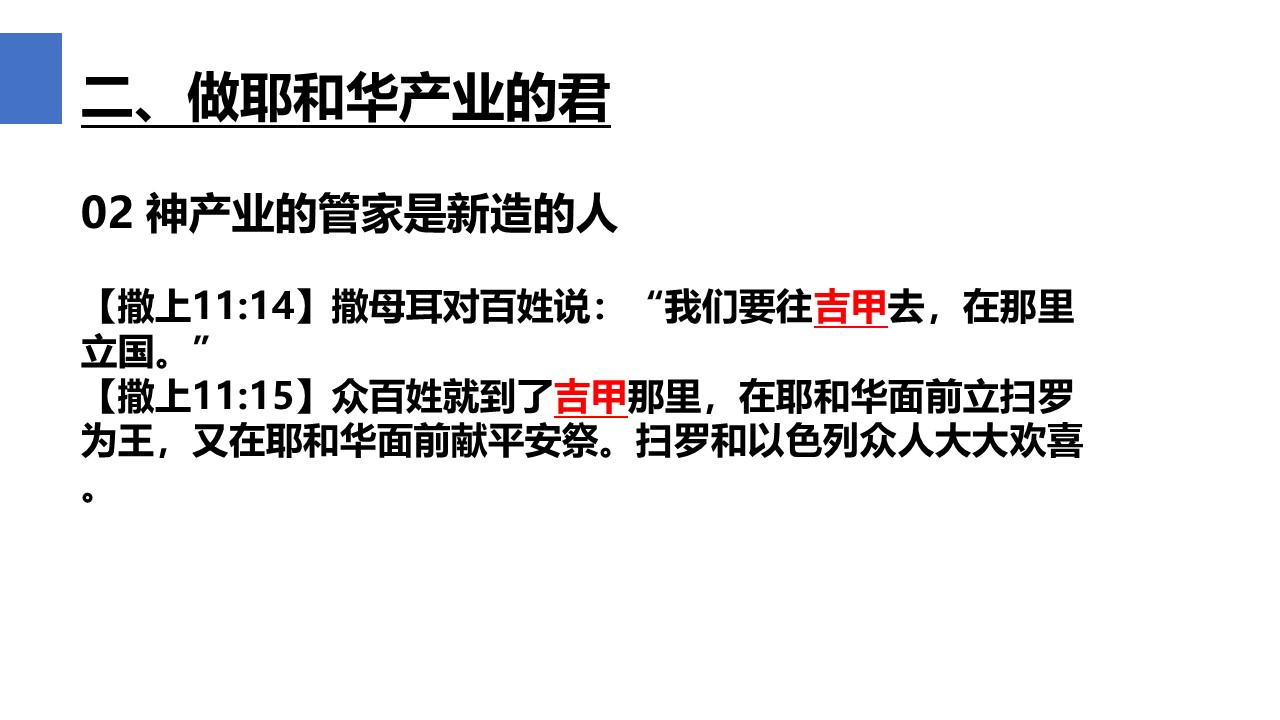 二、做耶和华产业的君
02 神产业的管家是新造的人
【撒上11:14】撒母耳对百姓说：“我们要往吉甲去，在那里
立国。”
【撒上11:15】众百姓就到了吉甲那里，在耶和华面前立扫罗
为王，又在耶和华面前献平安祭。扫罗和以色列众人大大欢喜
。